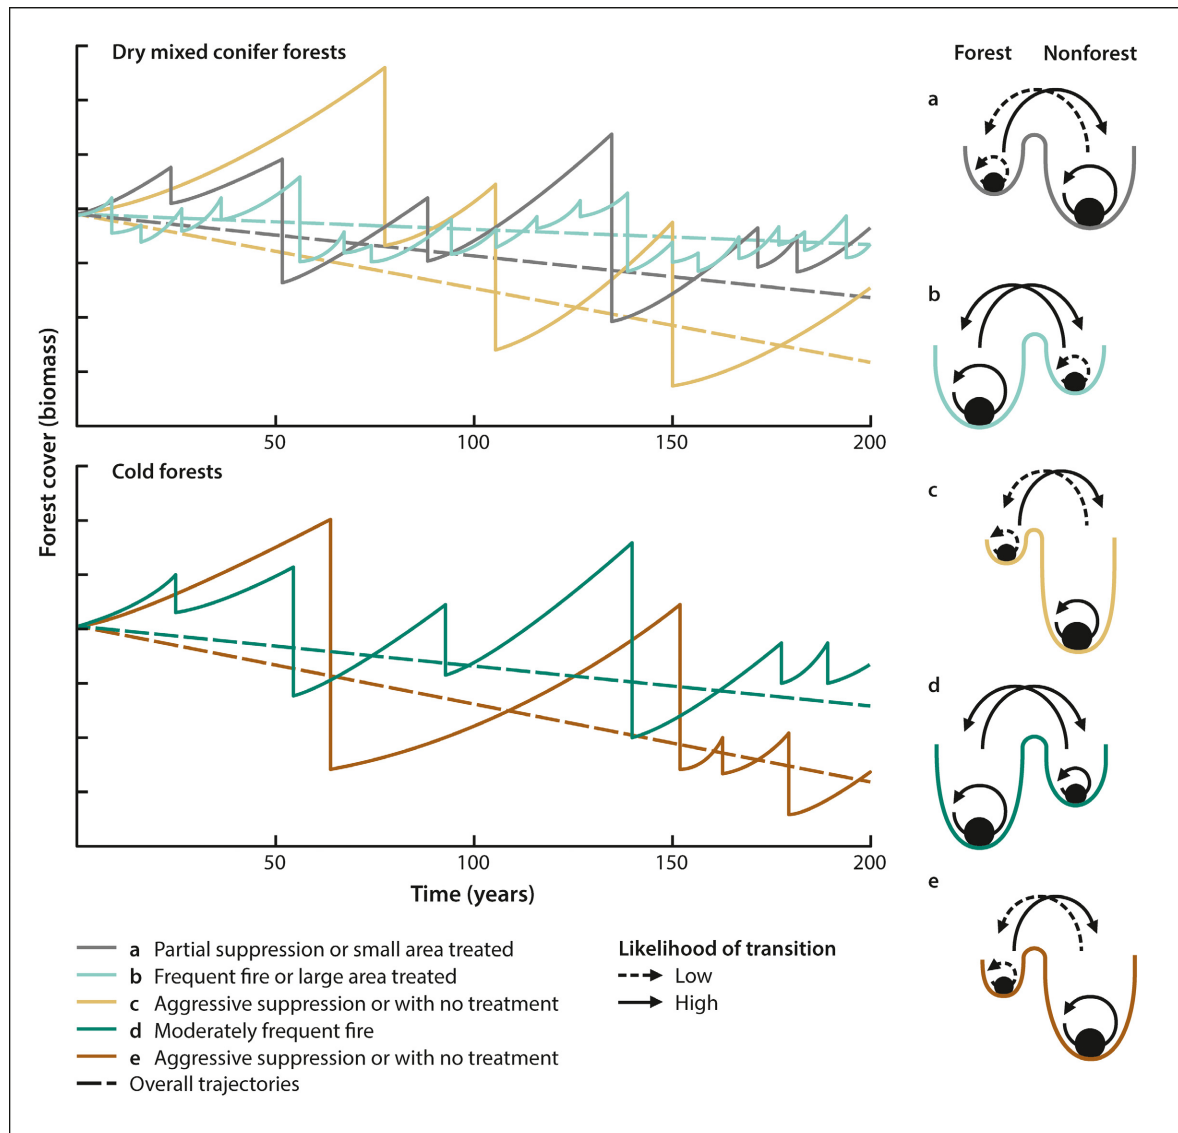 Dry mixed conifer forests
50
100
150
200
Cold forests
50
100
150
200
Forest cover (biomass)
Time (years)
a Partial suppression or small area treated
b Frequent fire or large area treated
c Aggressive suppression or with no treatment
d Moderately frequent fire
e Aggressive suppression or with no treatment
Overall trajectories
Likelihood of transition
Low
High
Forest Nonforest
a
b
c
d
e